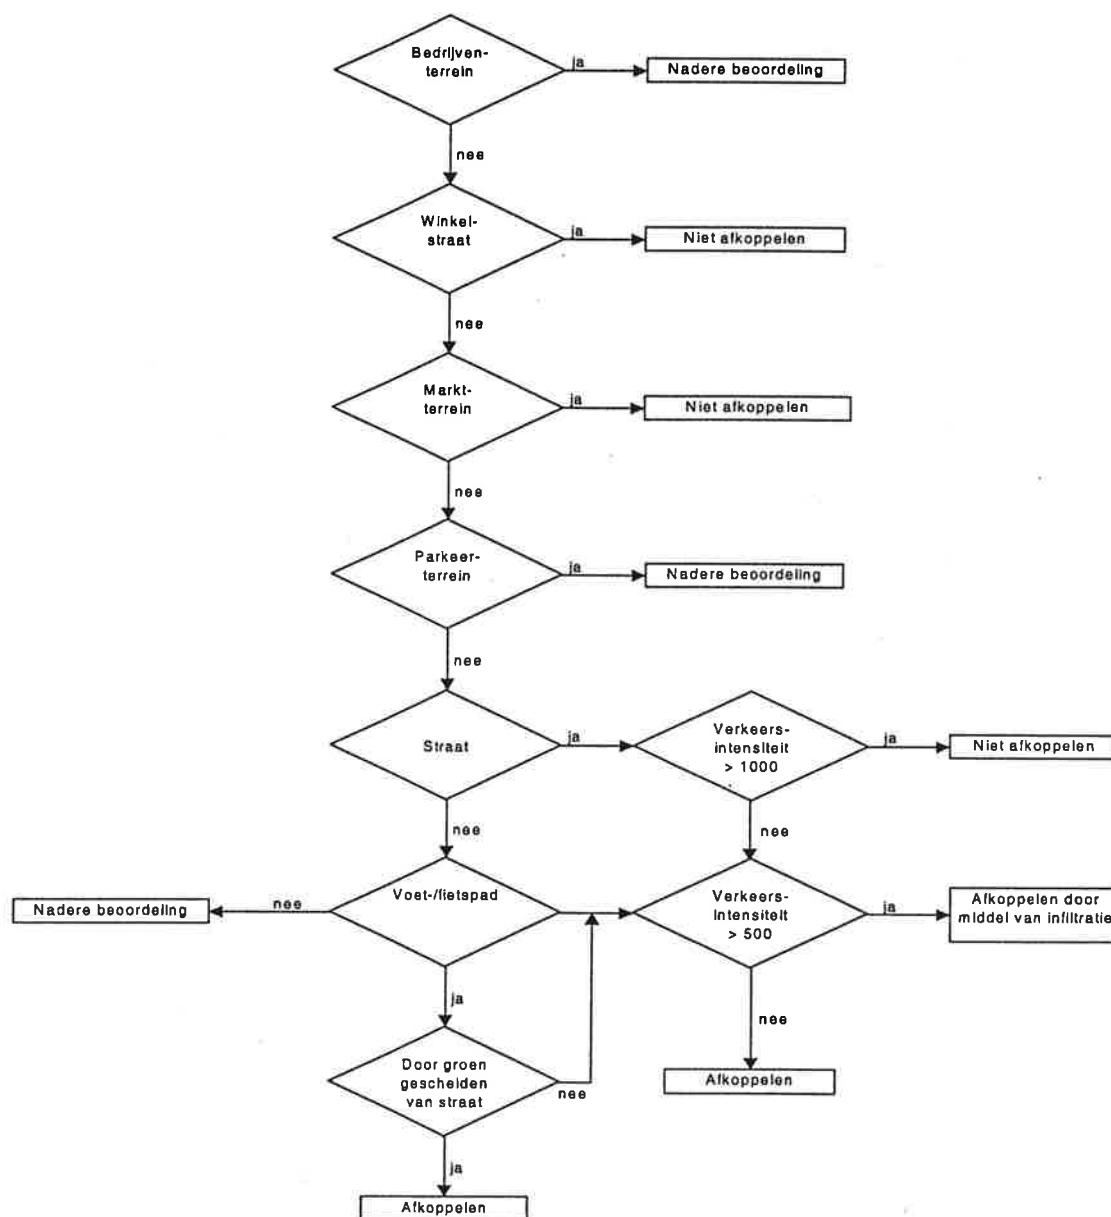 Bedrijven-
terrein
ja
Nadere beoordeling
nee
Winkel-
straat
ja
Niet afkoppelen
nee
Markt-
terrein
ja
Niet afkoppelen
nee
Parkeer-
terrein
ja
Nadere beoordeling
nee
Straat
ja
Verkeers-
intensiteit
> 1000
ja
Niet afkoppelen
nee
nee
Nadere beoordeling
nee
Voet-/fietspad
Verkeers-
intensiteit
> 500
ja
Afkoppelen door
middel van infiltratie
ja
nee
Door groen
gescheiden
van straat
nee
Afkoppelen
ja
Afkoppelen